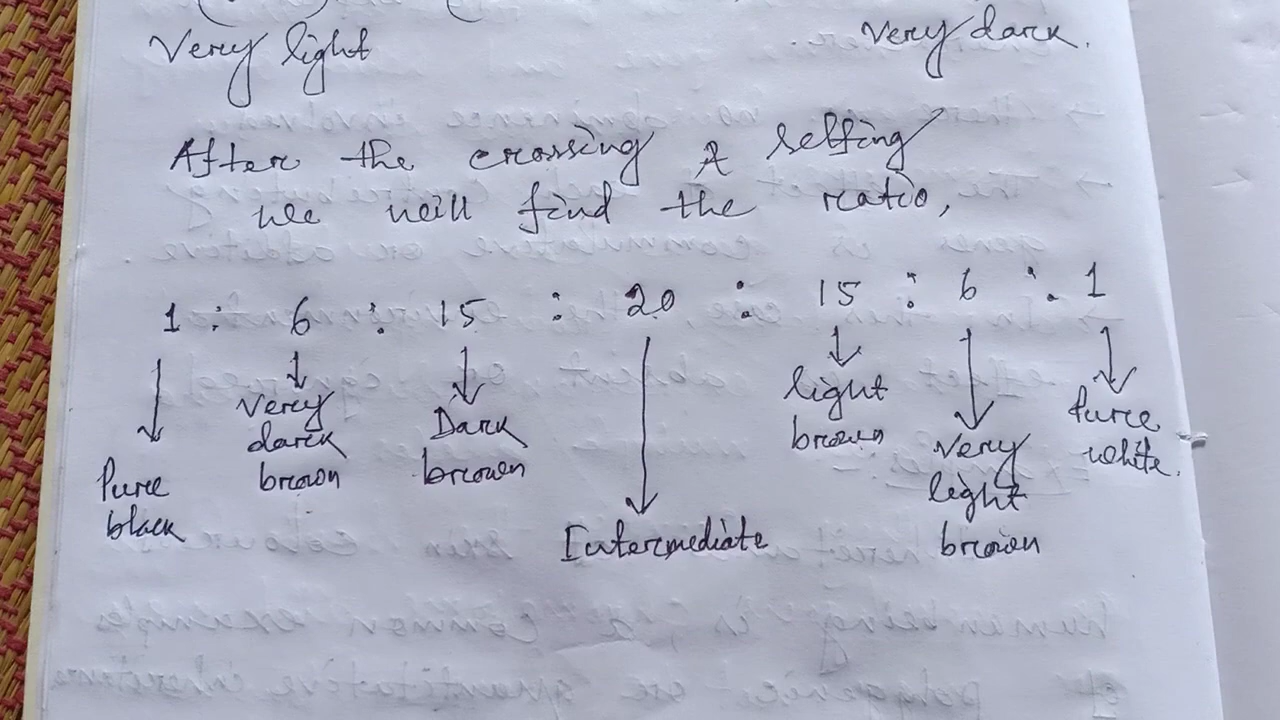 Very light
Very dark.
After the crossing & selfing
we will find the ratio,
1 : 6 : 15 : 20 : 15 : 6 : 1
Pure
black
Very
dark
brown
Dark
brown
Intermediate
light
brown
Very
light
brown
Pure
white.